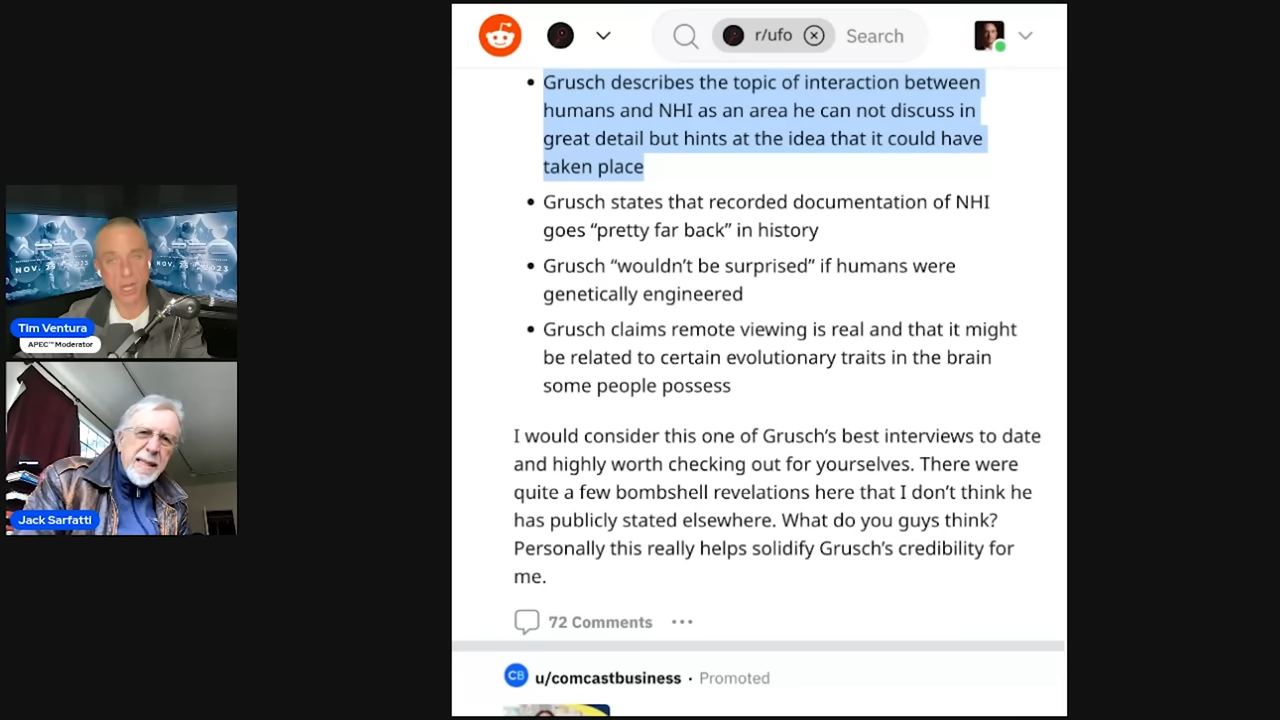 r/ufo
Search
Grusch describes the topic of interaction between
humans and NHI as an area he can not discuss in
great detail but hints at the idea that it could have
taken place
Grusch states that recorded documentation of NHI
goes “pretty far back” in history
Grusch “wouldn’t be surprised” if humans were
genetically engineered
Grusch claims remote viewing is real and that it might
be related to certain evolutionary traits in the brain
some people possess
I would consider this one of Grusch’s best interviews to date
and highly worth checking out for yourselves. There were
quite a few bombshell revelations here that I don’t think he
has publicly stated elsewhere. What do you guys think?
Personally this really helps solidify Grusch’s credibility for
me.
72 Comments
CB u/comcastbusiness · Promoted
Tim Ventura
APEC™ Moderator
Jack Sarfatti